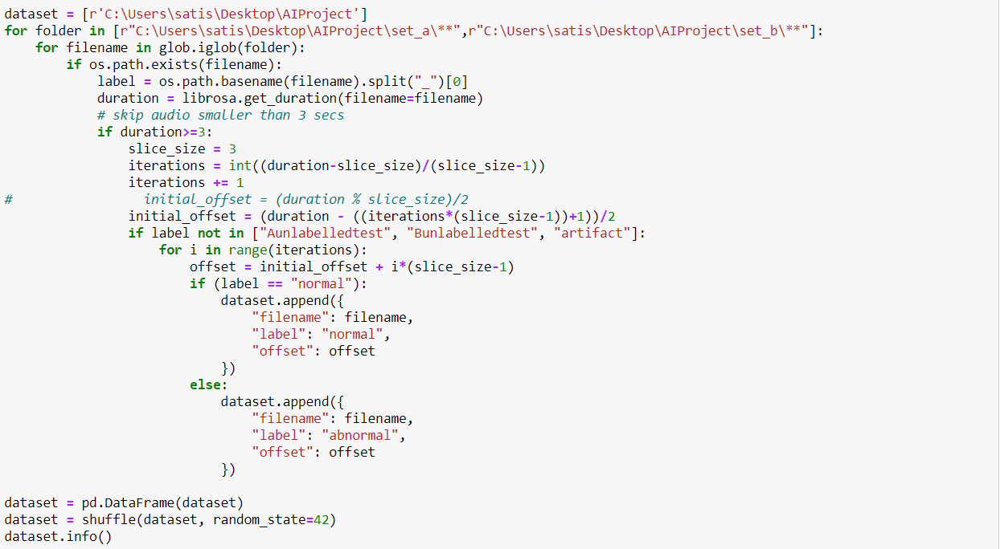 dataset = [r'C:\Users\satis\Desktop\AIProject']
for folder in [r"C:\Users\satis\Desktop\AIProject\set_a\**",r"C:\Users\satis\Desktop\AIProject\set_b\**"]:
    for filename in glob.iglob(folder):
        if os.path.exists(filename):
            label = os.path.basename(filename).split("_")[0]
            duration = librosa.get_duration(filename=filename)
            # skip audio smaller than 3 secs
            if duration>=3:
                slice_size = 3
                iterations = int((duration-slice_size)/(slice_size-1))
                iterations += 1
#                 initial_offset = (duration % slice_size)/2
                initial_offset = (duration - ((iterations*(slice_size-1))+1))/2
                if label not in ["Aunlabelledtest", "Bunlabelledtest", "artifact"]:
                    for i in range(iterations):
                        offset = initial_offset + i*(slice_size-1)
                        if (label == "normal"):
                            dataset.append({
                                "filename": filename,
                                "label": "normal",
                                "offset": offset
                            })
                        else:
                            dataset.append({
                                "filename": filename,
                                "label": "abnormal",
                                "offset": offset
                            })

dataset = pd.DataFrame(dataset)
dataset = shuffle(dataset, random_state=42)
dataset.info()